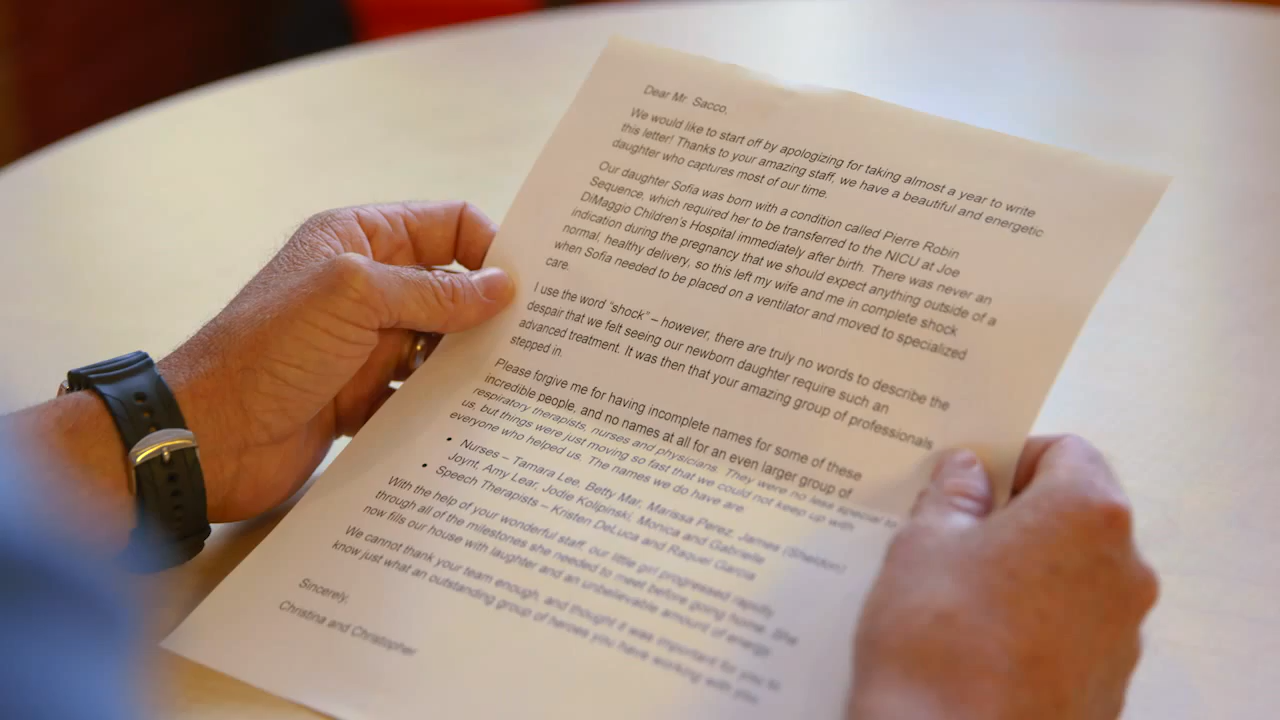 Dear Mr Sacco,
We would like to start off by apologizing for taking almost a year to write
this letter! Thanks to your amazing staff, we have a beautiful and energetic
daughter who captures most of our time.
Our daughter Sofia was born with a condition called Pierre Robin
Sequence, which required her to be transferred to the NICU at Joe
DiMaggio Children's Hospital immediately after birth. There was never an
indication during the pregnancy that we should expect anything outside of a
normal, healthy delivery, so this left my wife and me in complete shock
when Sofia needed to be placed on a ventilator and moved to specialized
care.
I use the word "shock" – however, there are truly no words to describe the
despair that we felt seeing our newborn daughter require such an
advanced treatment. It was then that your amazing group of professionals
stepped in.
Please forgive me for having incomplete names for some of these
incredible people, and no names at all for an even larger group of
respiratory therapists, nurses and physicians. They were no less special to
us, but things were just moving so fast that we could not keep up with
everyone who helped us. The names we do have are
• Nurses – Tamara Lee, Betty Mar, Marissa Perez, James (Sheldon)
Joynt, Amy Lear, Jodie Kolipinski, Monica and Gabrielle
• Speech Therapists – Kristen DeLuca and Raquel Garcia
With the help of your wonderful staff, our little girl progressed rapidly
through all of the milestones she needed to meet before going home. She
now fills our house with laughter and an unbelievable amount of energy.
We cannot thank your team enough, and thought it was important for you to
know just what an outstanding group of heroes you have working with you.
Sincerely,
Christina and Christopher